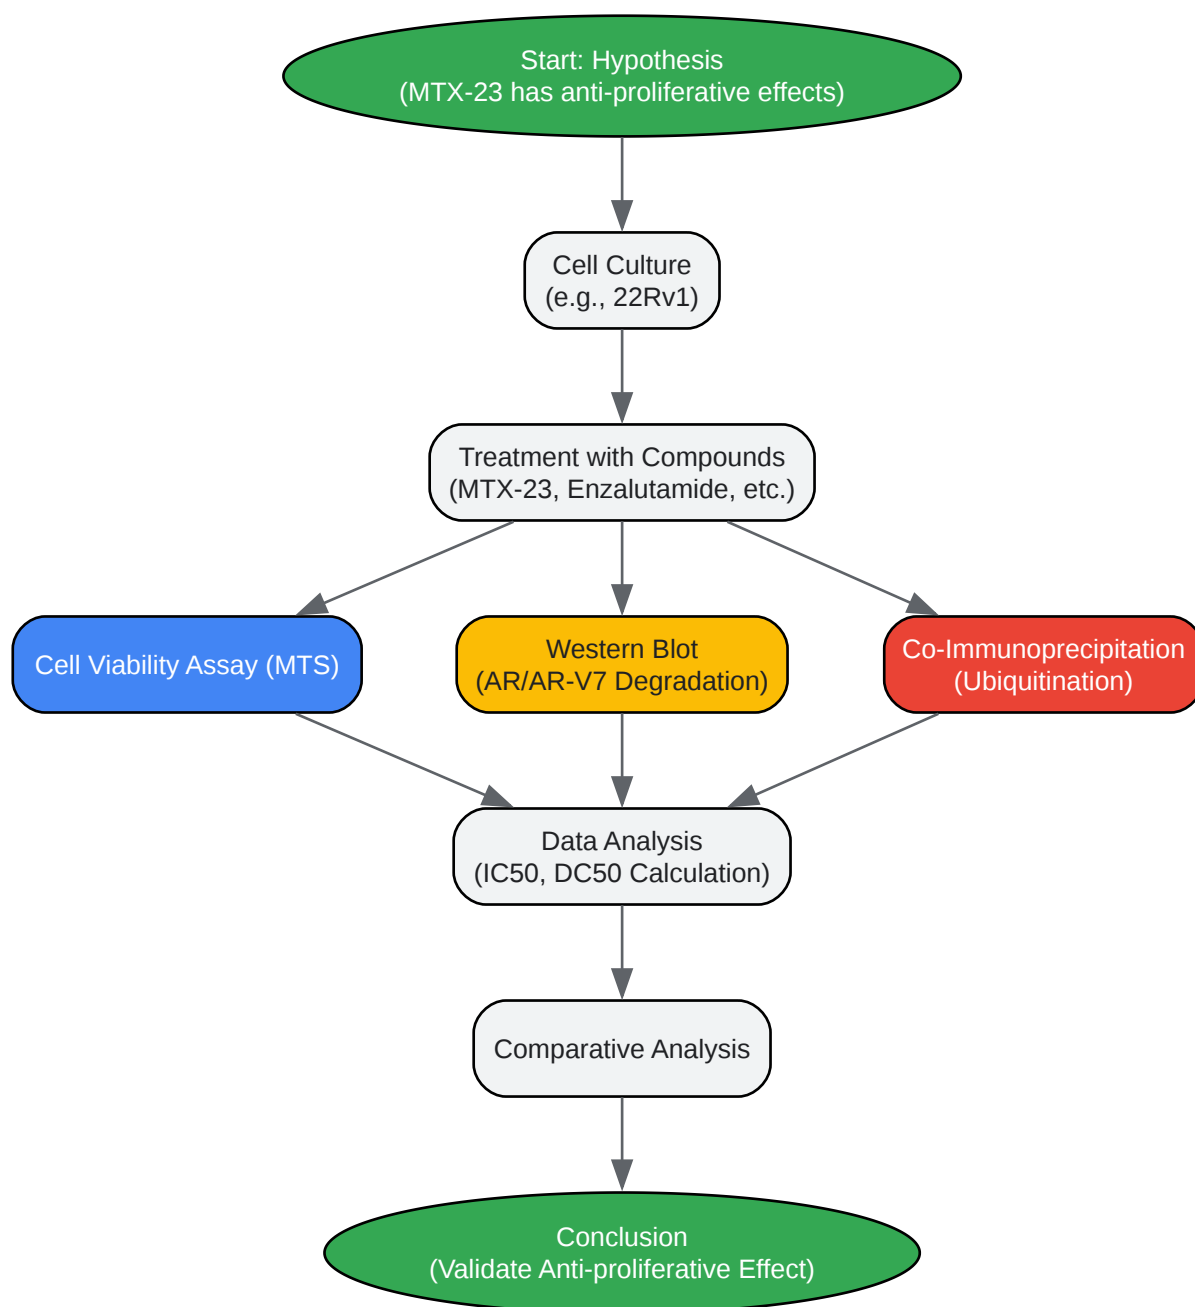 Start: Hypothesis
(MTX-23 has anti-proliferative effects)
Cell Culture
(e.g., 22Rv1)
Treatment with Compounds
(MTX-23, Enzalutamide, etc.)
Cell Viability Assay (MTS)
Western Blot
(AR/AR-V7 Degradation)
Co-Immunoprecipitation
(Ubiquitination)
Data Analysis
(IC50, DC50 Calculation)
Comparative Analysis
Conclusion
(Validate Anti-proliferative Effect)